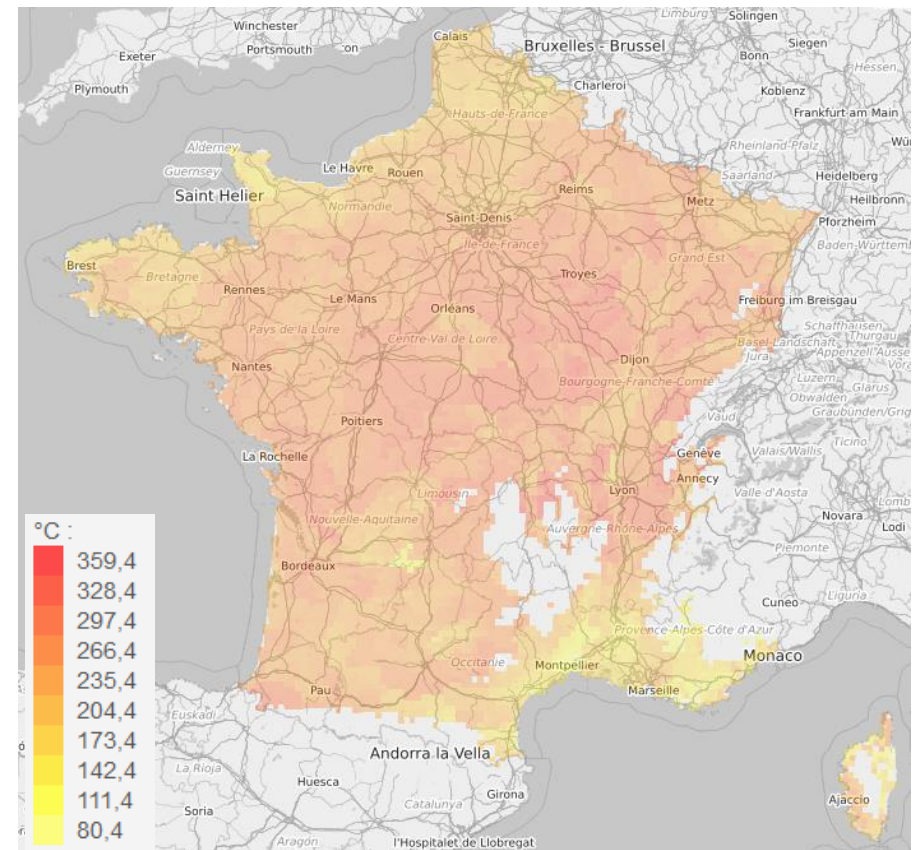 Limburg
Solingen
Winchester
Calais
Siegen
Portsmouth
Bruxelles - Brussel
Exeter
Bonn
Hessen
Charleroi
Plymouth
Koblenz
Hauts-de-France
Frankfurt am Main
Alderney
Rheinland-Pfalz
Guernsey
Le Havre
Rouen
Saarland
Heidelberg
Saint Helier
Reims
Metz
Heilbronn
Normandie
Saint-Denis
Pforzheim
Île-de-France
Baden-Württem
Grand Est
Brest
Bretagne
Troyes
Rennes
Le Mans
Orléans
Freiburg im Breisgau
Pays de la Loire
Schaffhausen
Centre-Val de Loire
Basel-Landschaft
Thurgau
Nantes
Dijon
Jura
Appenzell Ausser
Bourgogne-Franche-Comté
Luzern
Glarus
Obwalden
Poitiers
Vaud
Graubünden/Grig
Ticino
La Rochelle
Genève
Valais/Wallis
Annecy
Limousin
Lyon
Valle d'Aosta
Nouvelle-Aquitaine
Novara
Lodi
Auvergne-Rhône-Alpes
Piemonte
Bordeaux
Cuneo
Liguria
Provence-Alpes-Côte d'Azur
Occitanie
Montpellier
Monaco
Pau
Marseille
Euskadi
Andorra la Vella
La Rioja
Huesca
Girona
Soria
Catalunya
Ajaccio
Aragón
l'Hospitalet de Llobregat
°C :
359,4
328,4
297,4
266,4
235,4
204,4
173,4
142,4
111,4
80,4